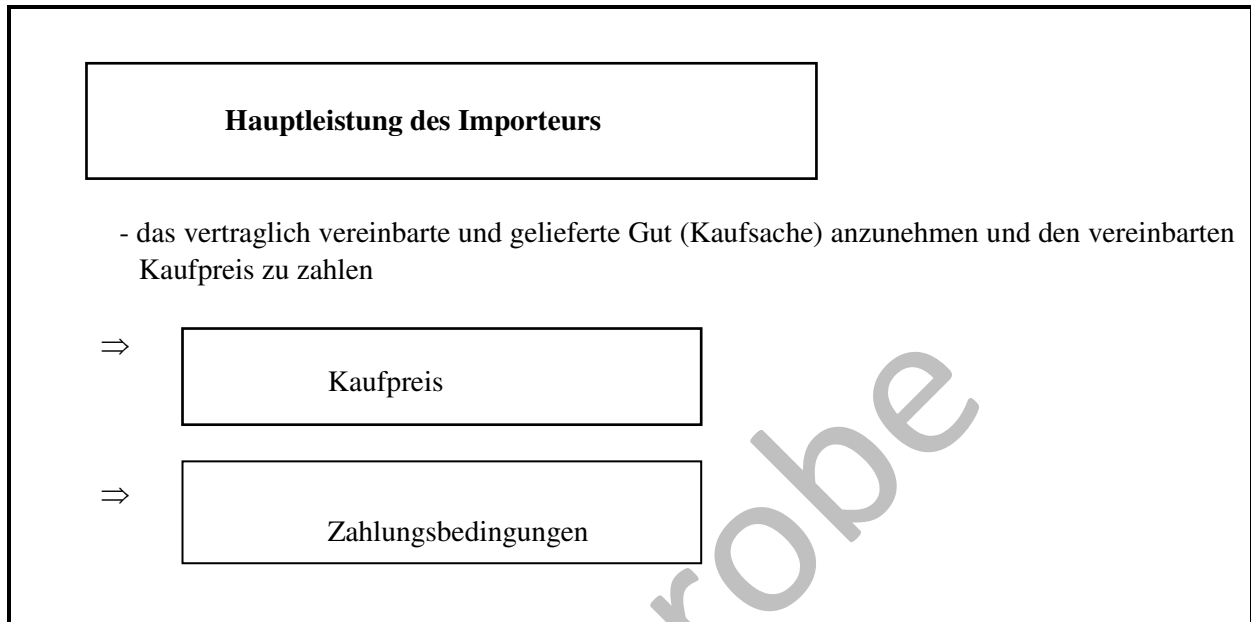 Hauptleistung des Importeurs
- das vertraglich vereinbarte und gelieferte Gut (Kaufsache) anzunehmen und den vereinbarten
Kaufpreis zu zahlen
⇒ Kaufpreis
⇒ Zahlungsbedingungen
robe